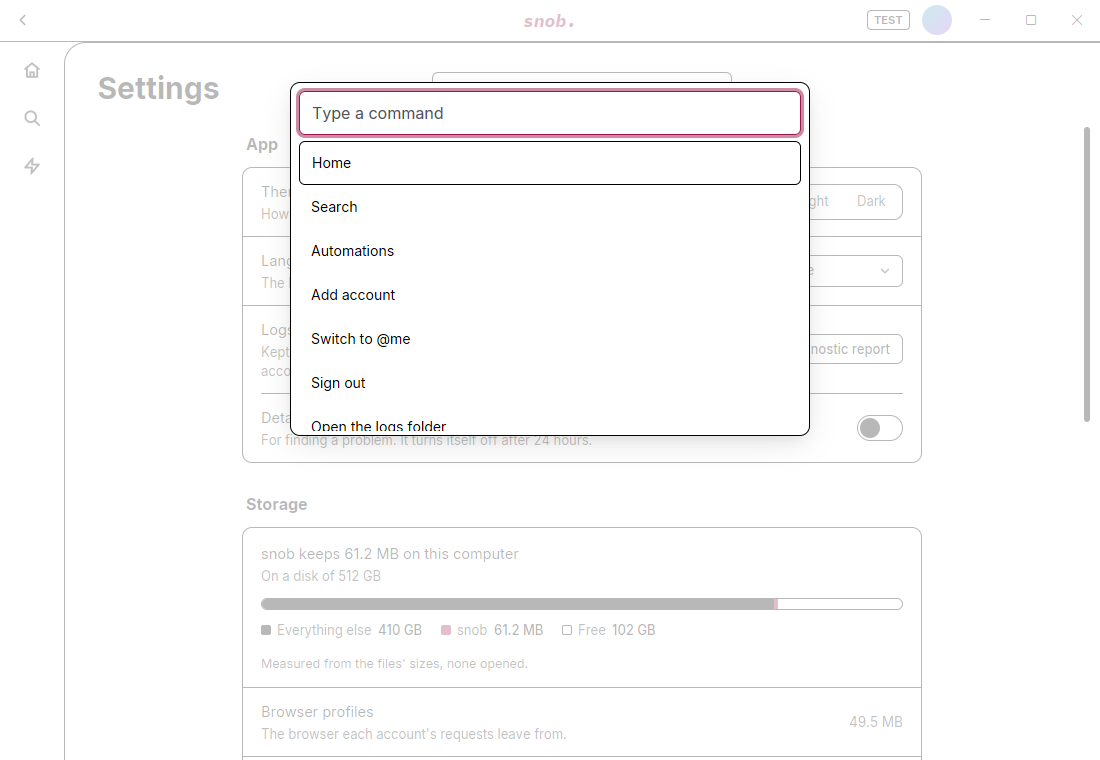 snob.
TEST
Settings
Type a command
Home
Search
Automations
Add account
Switch to @me
Sign out
Open the logs folder
App
Dark
How
The
Logs
Kept
nostic report
For finding a problem. It turns itself off after 24 hours.
Storage
snob keeps 61.2 MB on this computer
On a disk of 512 GB
Everything else 410 GB snob 61.2 MB Free 102 GB
Measured from the files' sizes, none opened.
Browser profiles
49.5 MB
The browser each account's requests leave from.